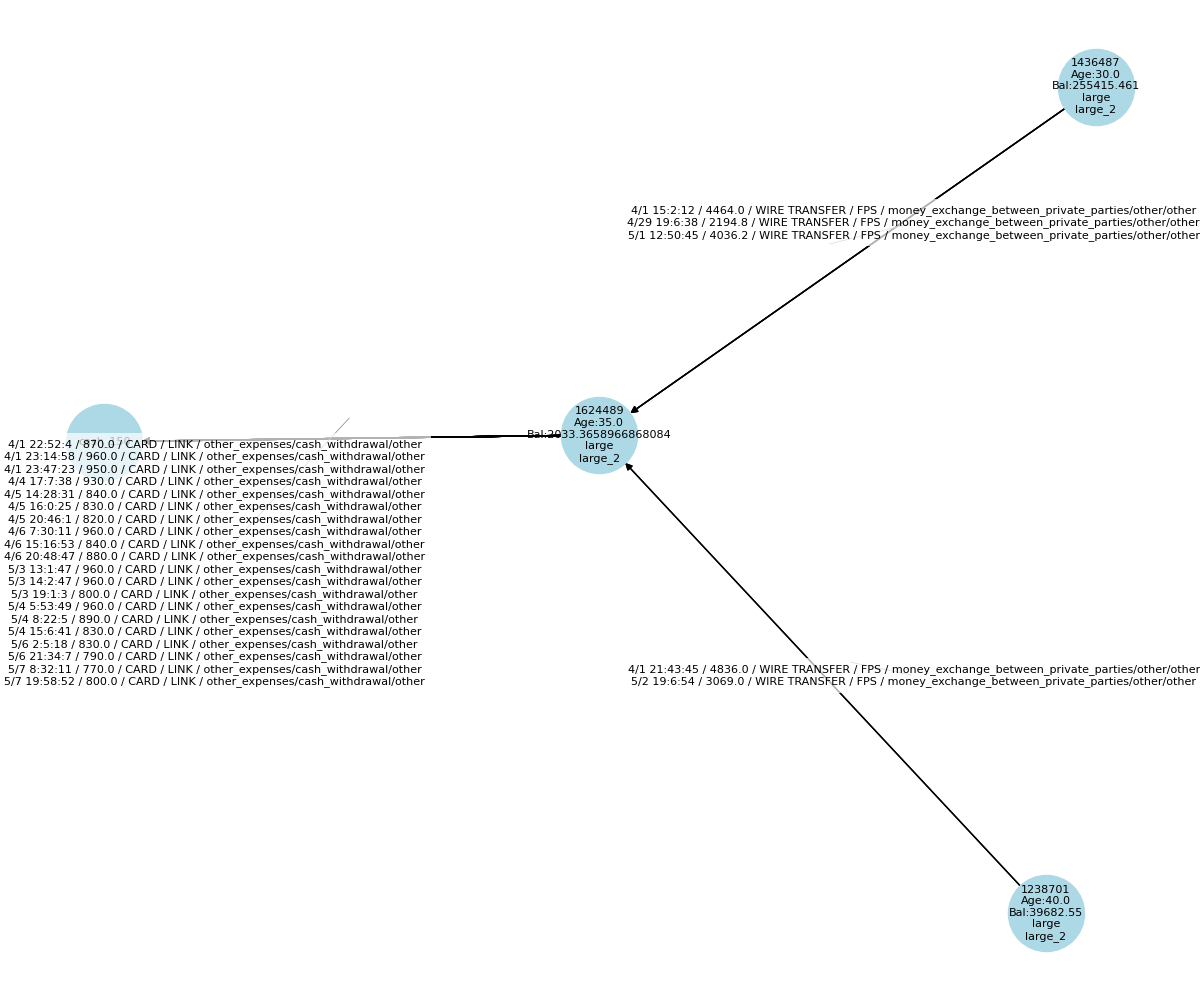 1436487
Age:30.0
Bal:255415.461
large
large_2
4/1 15:2:12 / 4464.0 / WIRE TRANSFER / FPS / money_exchange_between_private_parties/other/other
4/29 19:6:38 / 2194.8 / WIRE TRANSFER / FPS / money_exchange_between_private_parties/other/other
5/1 12:50:45 / 4036.2 / WIRE TRANSFER / FPS / money_exchange_between_private_parties/other/other
1624489
Age:35.0
Bal:2033.3658966868084
large
large_2
4/1 22:52:4 / 870.0 / CARD / LINK / other_expenses/cash_withdrawal/other
4/1 23:14:58 / 960.0 / CARD / LINK / other_expenses/cash_withdrawal/other
4/1 23:47:23 / 950.0 / CARD / LINK / other_expenses/cash_withdrawal/other
4/4 17:7:38 / 930.0 / CARD / LINK / other_expenses/cash_withdrawal/other
4/5 14:28:31 / 840.0 / CARD / LINK / other_expenses/cash_withdrawal/other
4/5 16:0:25 / 830.0 / CARD / LINK / other_expenses/cash_withdrawal/other
4/5 20:46:1 / 820.0 / CARD / LINK / other_expenses/cash_withdrawal/other
4/6 7:30:11 / 960.0 / CARD / LINK / other_expenses/cash_withdrawal/other
4/6 15:16:53 / 840.0 / CARD / LINK / other_expenses/cash_withdrawal/other
4/6 20:48:47 / 880.0 / CARD / LINK / other_expenses/cash_withdrawal/other
5/3 13:1:47 / 960.0 / CARD / LINK / other_expenses/cash_withdrawal/other
5/3 14:2:47 / 960.0 / CARD / LINK / other_expenses/cash_withdrawal/other
5/3 19:1:3 / 800.0 / CARD / LINK / other_expenses/cash_withdrawal/other
5/4 5:53:49 / 960.0 / CARD / LINK / other_expenses/cash_withdrawal/other
5/4 8:22:5 / 890.0 / CARD / LINK / other_expenses/cash_withdrawal/other
5/4 15:6:41 / 830.0 / CARD / LINK / other_expenses/cash_withdrawal/other
5/6 2:5:18 / 830.0 / CARD / LINK / other_expenses/cash_withdrawal/other
5/6 21:34:7 / 790.0 / CARD / LINK / other_expenses/cash_withdrawal/other
5/7 8:32:11 / 770.0 / CARD / LINK / other_expenses/cash_withdrawal/other
5/7 19:58:52 / 800.0 / CARD / LINK / other_expenses/cash_withdrawal/other
4/1 21:43:45 / 4836.0 / WIRE TRANSFER / FPS / money_exchange_between_private_parties/other/other
5/2 19:6:54 / 3069.0 / WIRE TRANSFER / FPS / money_exchange_between_private_parties/other/other
1238701
Age:40.0
Bal:39682.55
large
large_2